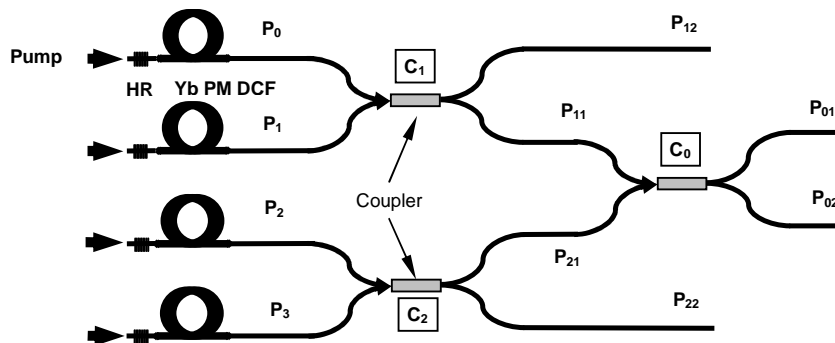 P₀
P₁₂
Pump
C₁
HR Yb PM DCF
P₀₁
P₁
P₁₁
C₀
P₂
Coupler
P₀₂
P₂₁
P₃
C₂
P₂₂